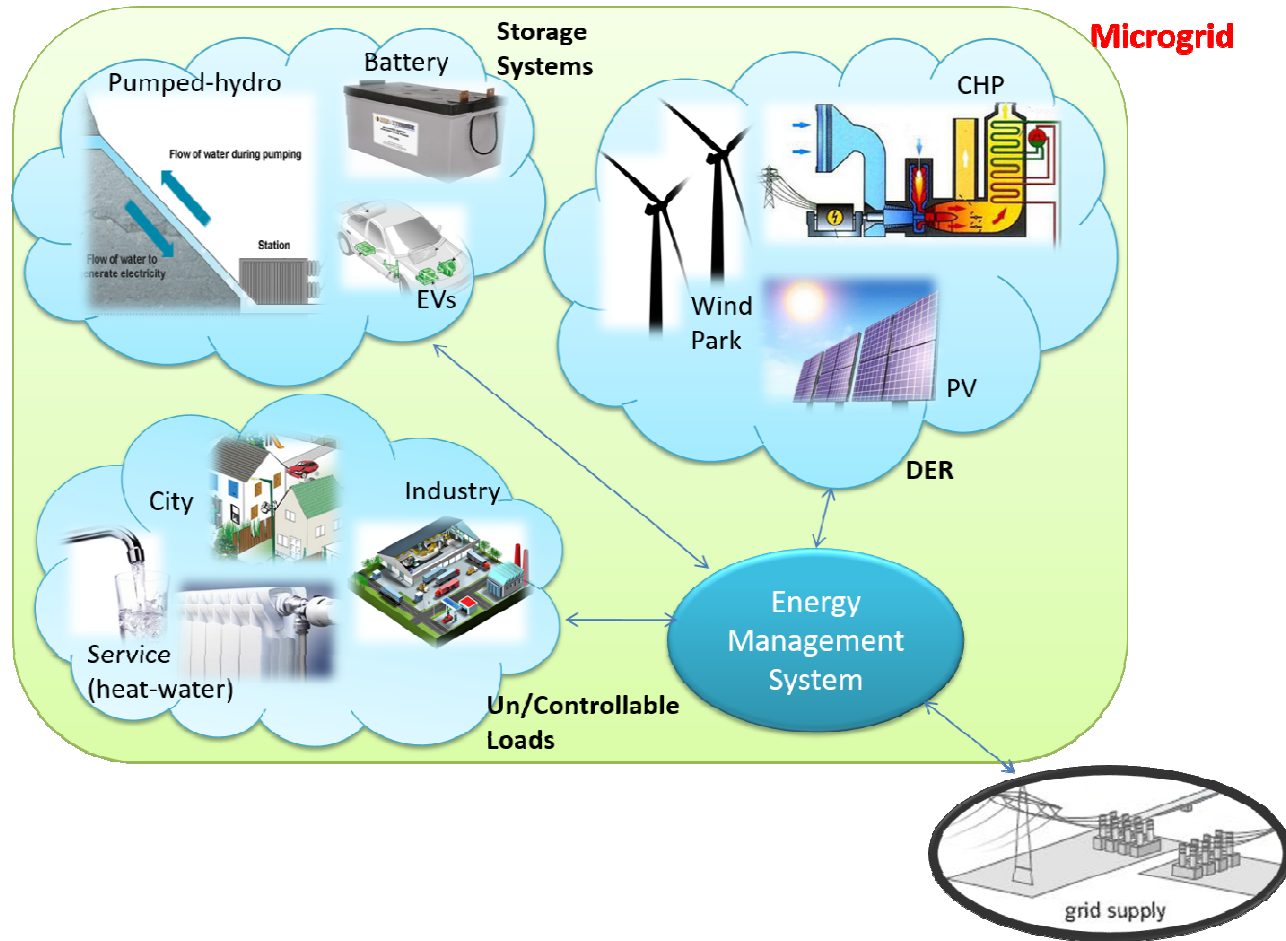 Microgrid
Storage
Systems
Pumped-hydro
Battery
Flow of water during pumping
Station
Flow of water to
enerate electricity
EVs
CHP
Wind
Park
PV
DER
City
Industry
Service
(heat-water)
Un/Controllable
Loads
Energy
Management
System
grid supply